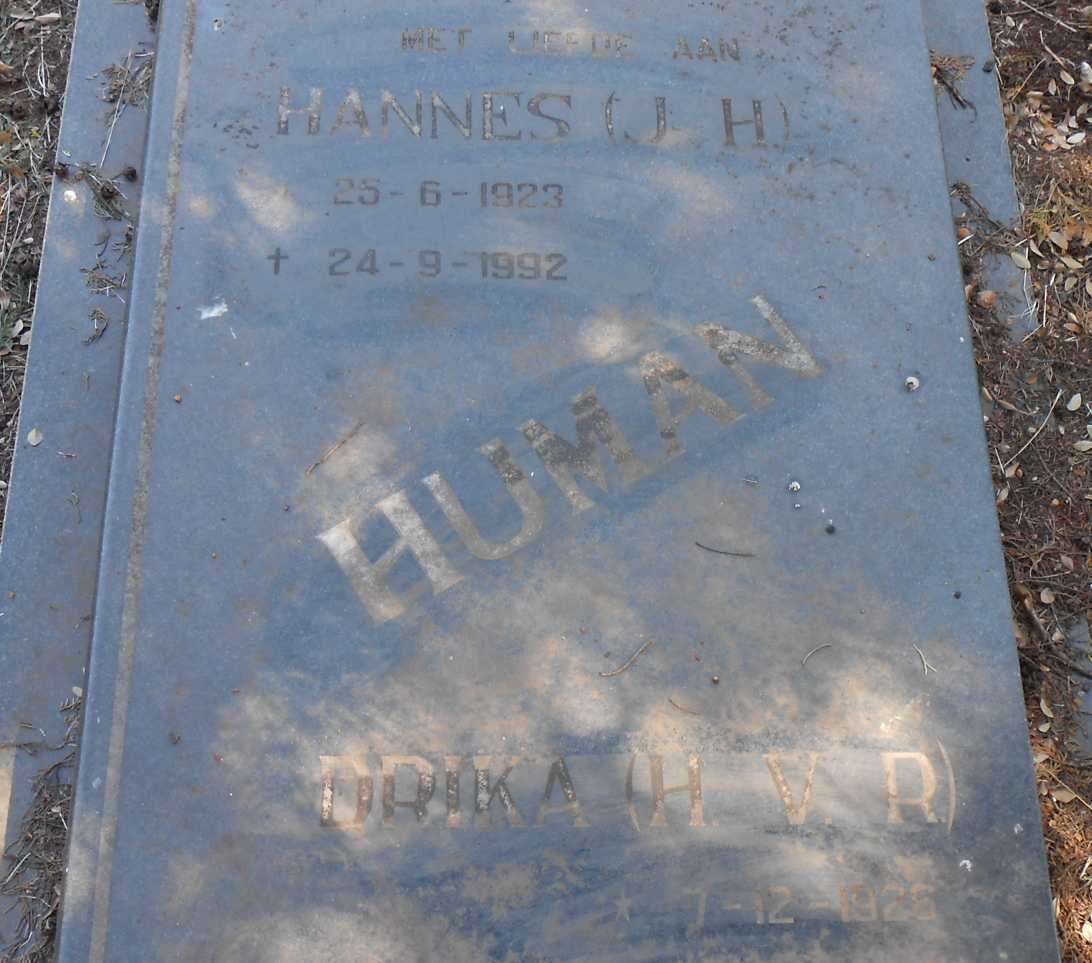 MET LIEFDE AAN
HANNES (J. H.)
25-6-1923
† 24-9-1992
HUMAN
DRIKA (H. V. R.)
* 7-12-1926